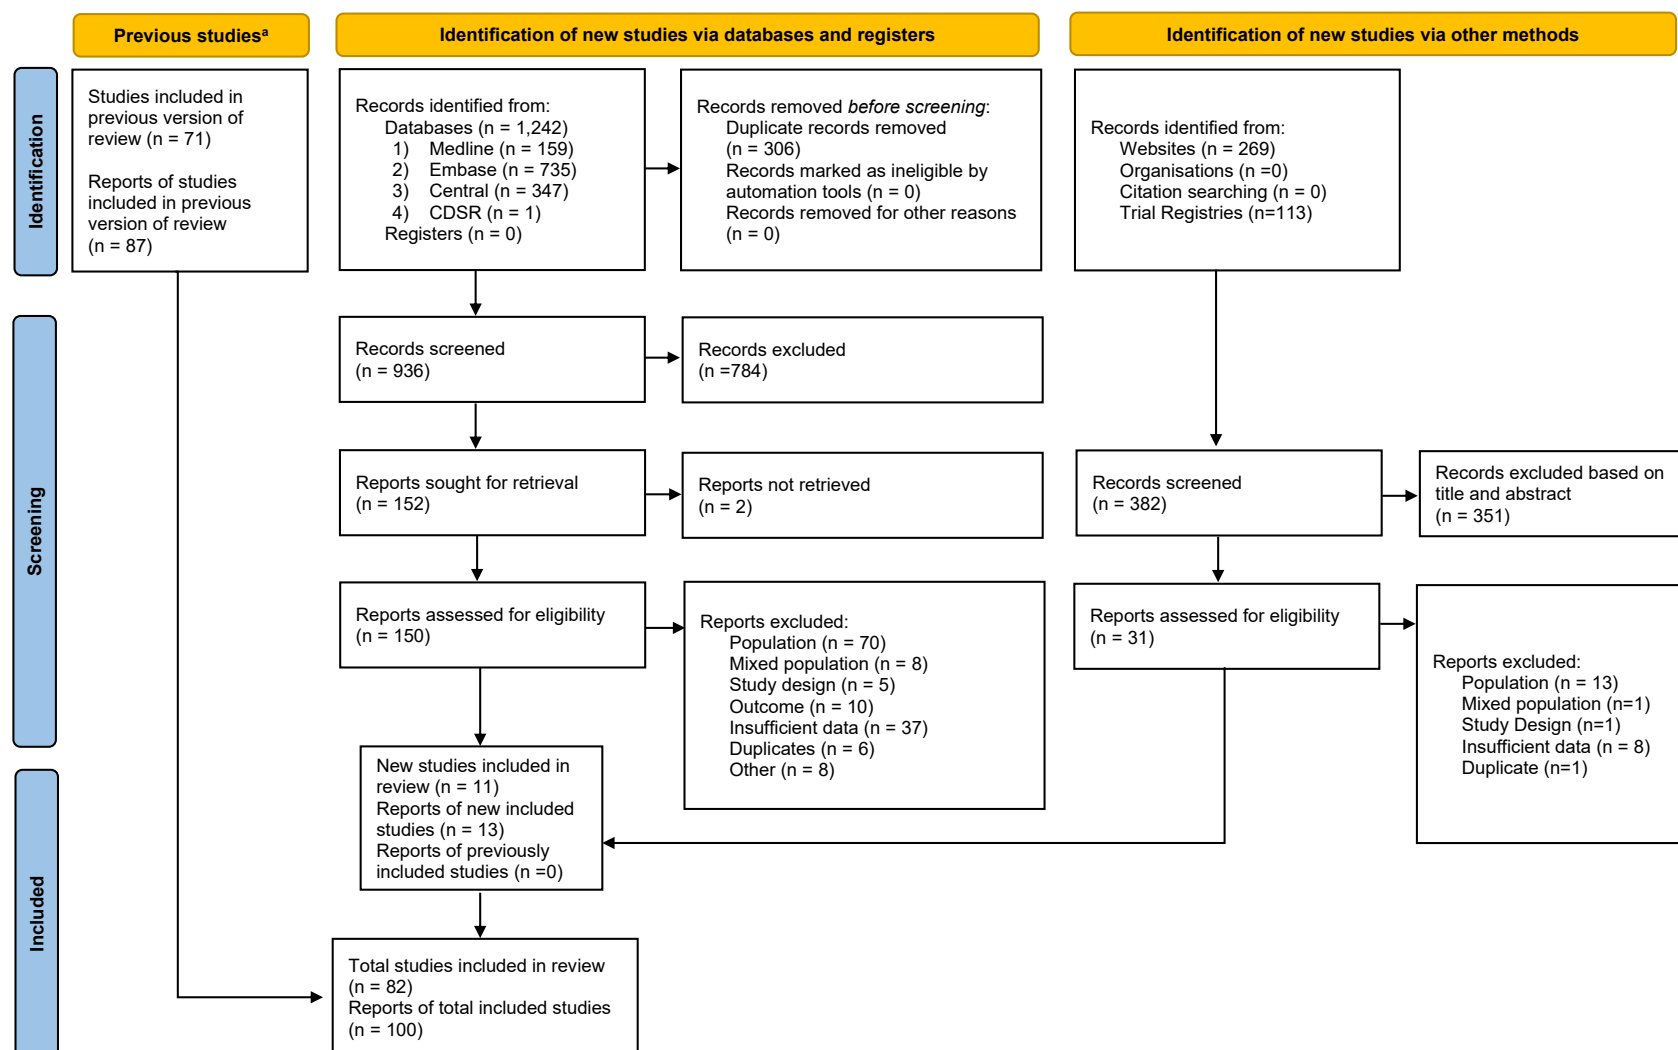 Previous studiesᵃ
Identification of new studies via databases and registers
Identification of new studies via other methods
Identification
Studies included in
previous version of
review (n = 71)
Reports of studies
included in previous
version of review
(n = 87)
Records identified from:
Databases (n = 1,242)
1) Medline (n = 159)
2) Embase (n = 735)
3) Central (n = 347)
4) CDSR (n = 1)
Registers (n = 0)
Records removed before screening:
Duplicate records removed
(n = 306)
Records marked as ineligible by
automation tools (n = 0)
Records removed for other reasons
(n = 0)
Records identified from:
Websites (n = 269)
Organisations (n =0)
Citation searching (n = 0)
Trial Registries (n=113)
Screening
Records screened
(n = 936)
Records excluded
(n =784)
Reports sought for retrieval
(n = 152)
Reports not retrieved
(n = 2)
Records screened
(n = 382)
Records excluded based on
title and abstract
(n = 351)
Reports assessed for eligibility
(n = 150)
Reports excluded:
Population (n = 70)
Mixed population (n = 8)
Study design (n = 5)
Outcome (n = 10)
Insufficient data (n = 37)
Duplicates (n = 6)
Other (n = 8)
Reports assessed for eligibility
(n = 31)
Reports excluded:
Population (n = 13)
Mixed population (n=1)
Study Design (n=1)
Insufficient data (n = 8)
Duplicate (n=1)
Included
New studies included in
review (n = 11)
Reports of new included
studies (n = 13)
Reports of previously
included studies (n =0)
Total studies included in review
(n = 82)
Reports of total included studies
(n = 100)